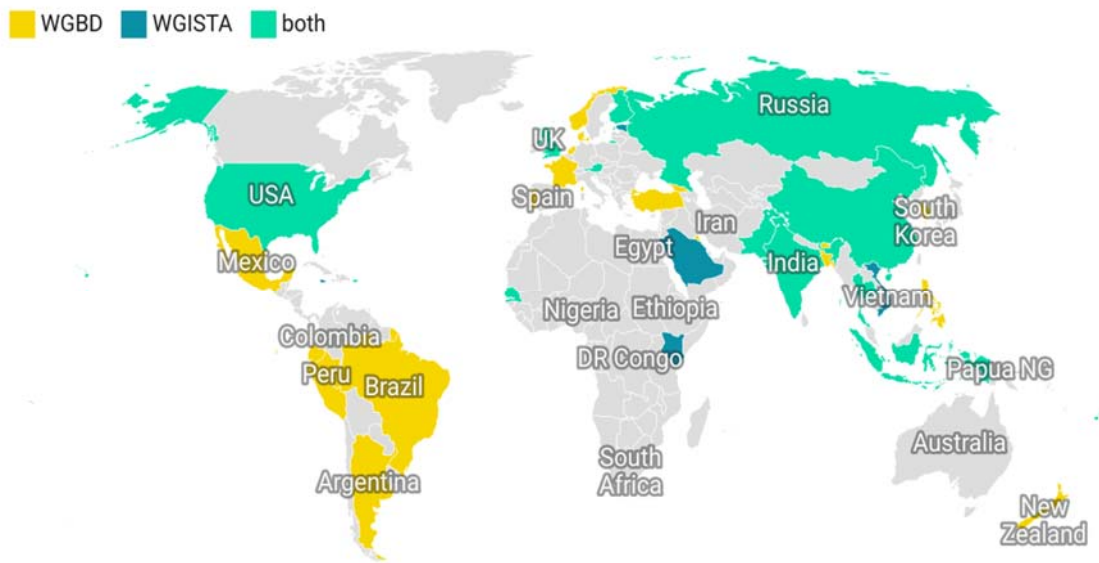 WGBD WGISTA both
Russia
UK
USA
Spain
South
Korea
Iran
Egypt
India
Mexico
Vietnam
Nigeria
Ethiopia
Colombia
DR Congo
Peru
Brazil
Papua NG
Australia
South
Africa
Argentina
New
Zealand